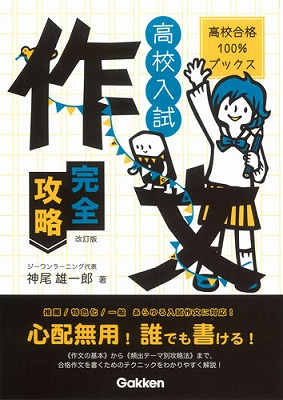 高校合格
100%
ブックス
高校入試
作文
完全
攻略
改訂版
ジーワンラーニング代表
神尾 雄一郎 著
推薦/特色化/一般 あらゆる入試作文に対応!
心配無用!誰でも書ける!
《作文の基本》から《頻出テーマ別攻略法》まで、
合格作文を書くためのテクニックをわかりやすく解説!
Gakken